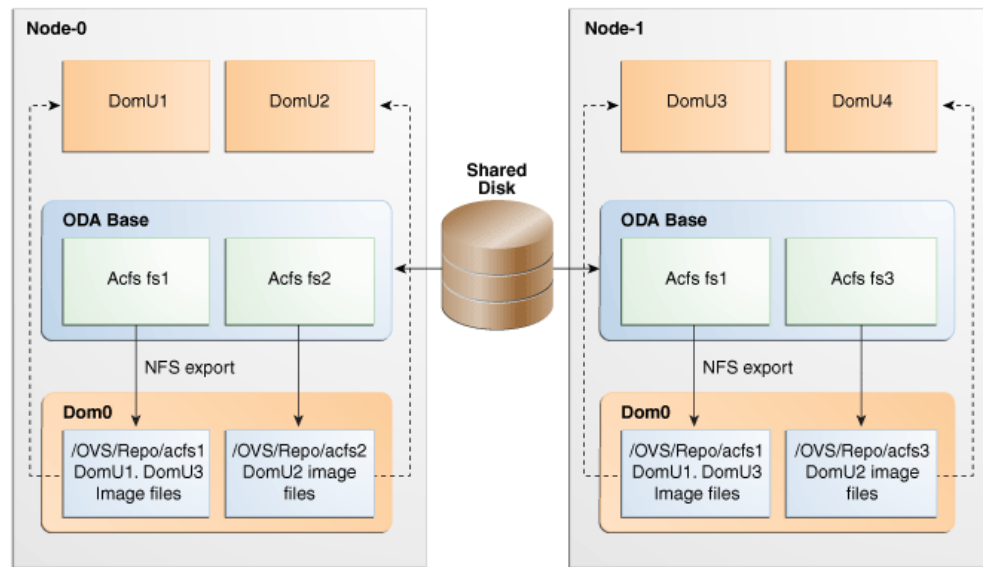 Node-0
DomU1
DomU2
ODA Base
Acfs fs1
Acfs fs2
NFS export
Dom0
/OVS/Repo/acfs1
DomU1. DomU3
Image files
/OVS/Repo/acfs2
DomU2 image
files
Shared
Disk
Node-1
DomU3
DomU4
ODA Base
Acfs fs1
Acfs fs3
NFS export
Dom0
/OVS/Repo/acfs1
DomU1. DomU3
Image files
/OVS/Repo/acfs3
DomU2 image
files